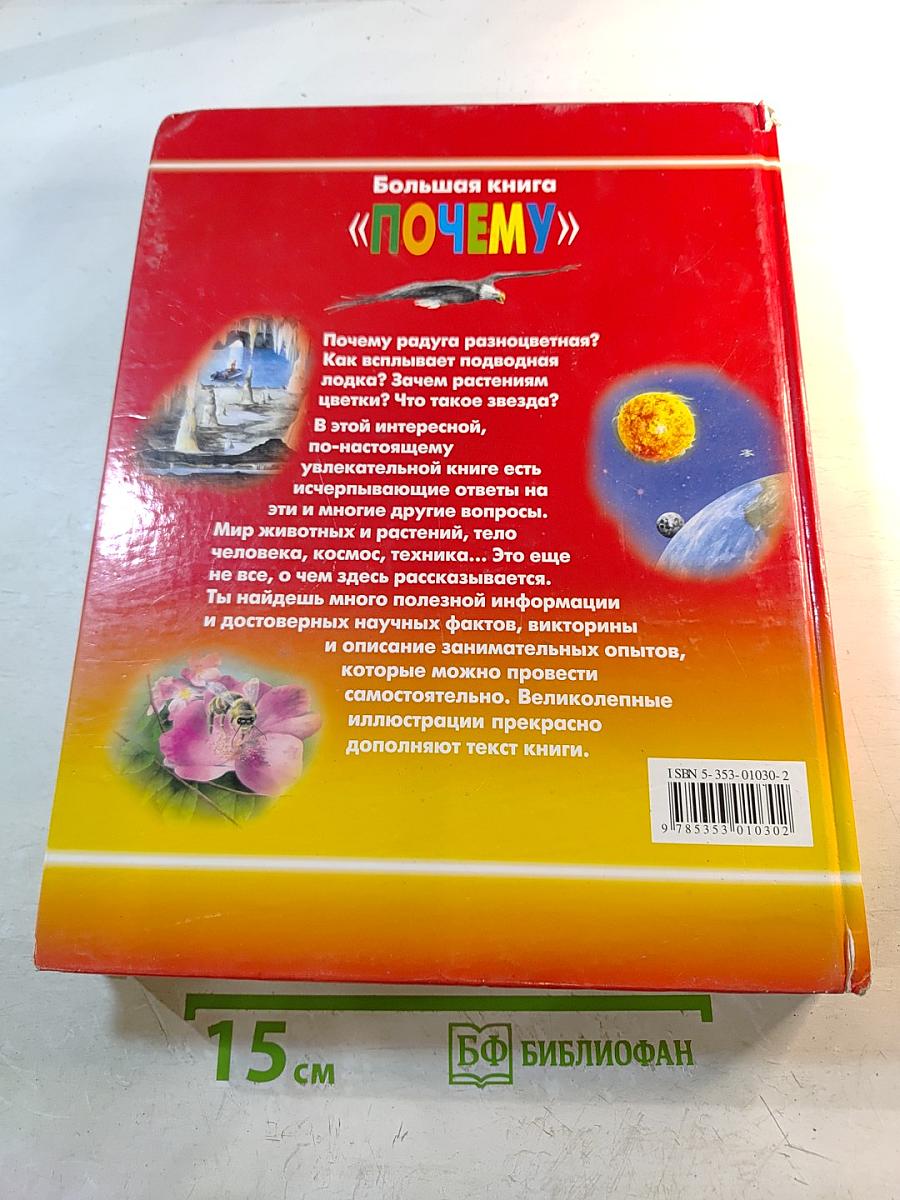 Большая книга
«ПОЧЕМУ»
Почему радуга разноцветная?
Как всплывает подводная
лодка? Зачем растениям
цветки? Что такое звезда?
В этой интересной,
по-настоящему
увлекательной книге есть
исчерпывающие ответы на
эти и многие другие вопросы.
Мир животных и растений, тело
человека, космос, техника... Это еще
не все, о чем здесь рассказывается.
Ты найдешь много полезной информации
и достоверных научных фактов, викторины
и описание занимательных опытов,
которые можно провести
самостоятельно. Великолепные
иллюстрации прекрасно
дополняют текст книги.
ISBN 5-353-01030-2
9 785353 010302
15 см
БФ БИБЛИОФАН